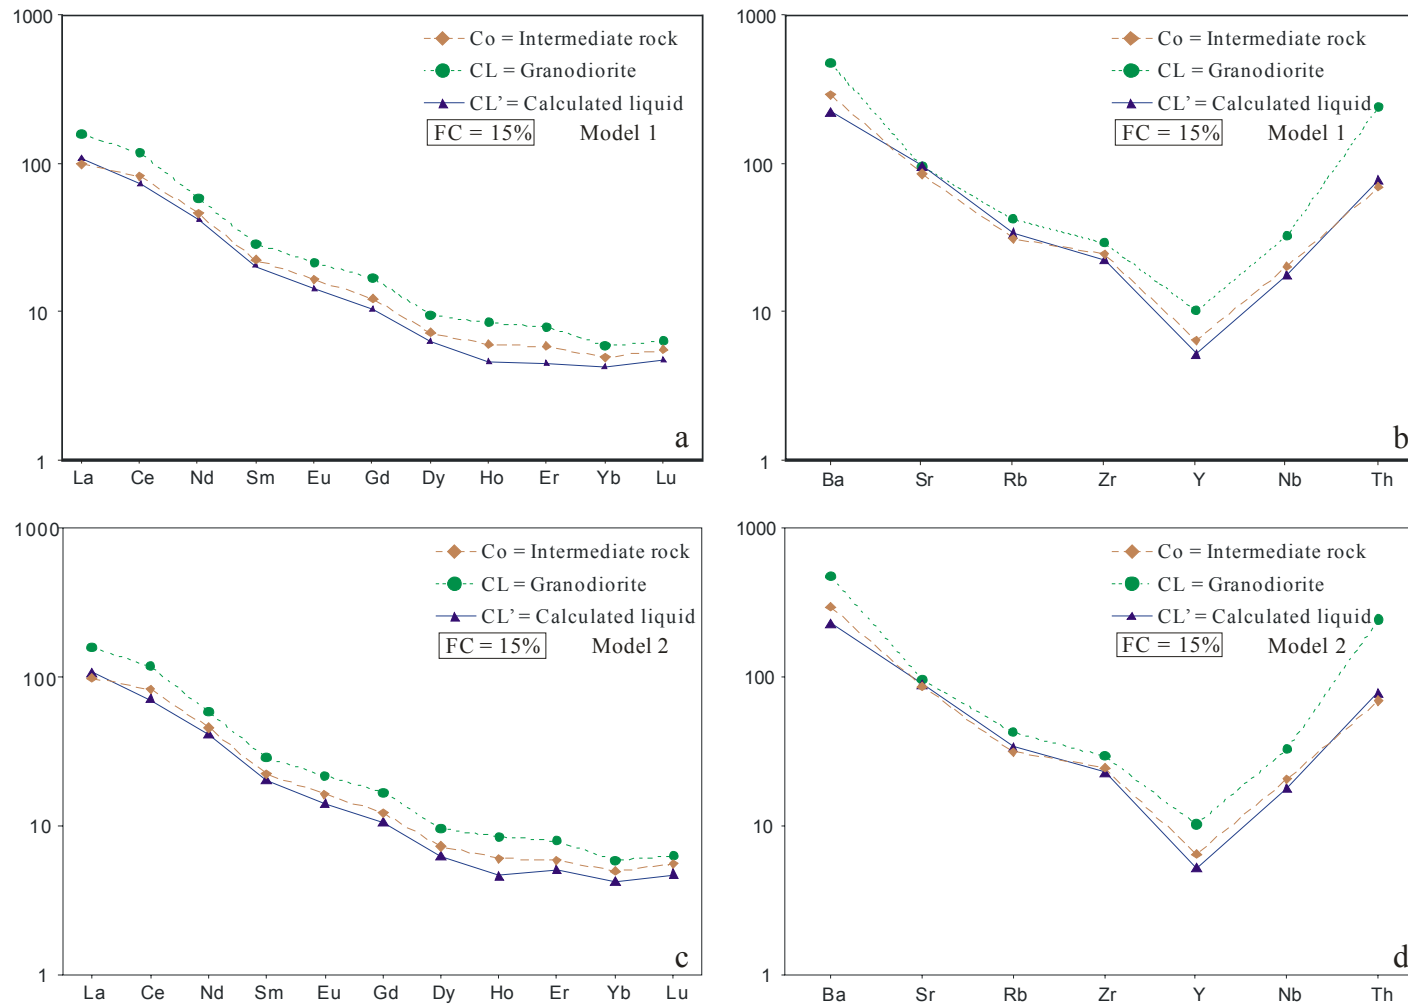 1000
100
10
1
Co = Intermediate rock
CL = Granodiorite
CL’ = Calculated liquid
FC = 15% Model 1
a
La Ce Nd Sm Eu Gd Dy Ho Er Yb Lu
1000
100
10
1
Co = Intermediate rock
CL = Granodiorite
CL’ = Calculated liquid
FC = 15% Model 1
b
Ba Sr Rb Zr Y Nb Th
1000
100
10
1
Co = Intermediate rock
CL = Granodiorite
CL’ = Calculated liquid
FC = 15% Model 2
c
La Ce Nd Sm Eu Gd Dy Ho Er Yb Lu
1000
100
10
1
Co = Intermediate rock
CL = Granodiorite
CL’ = Calculated liquid
FC = 15% Model 2
d
Ba Sr Rb Zr Y Nb Th